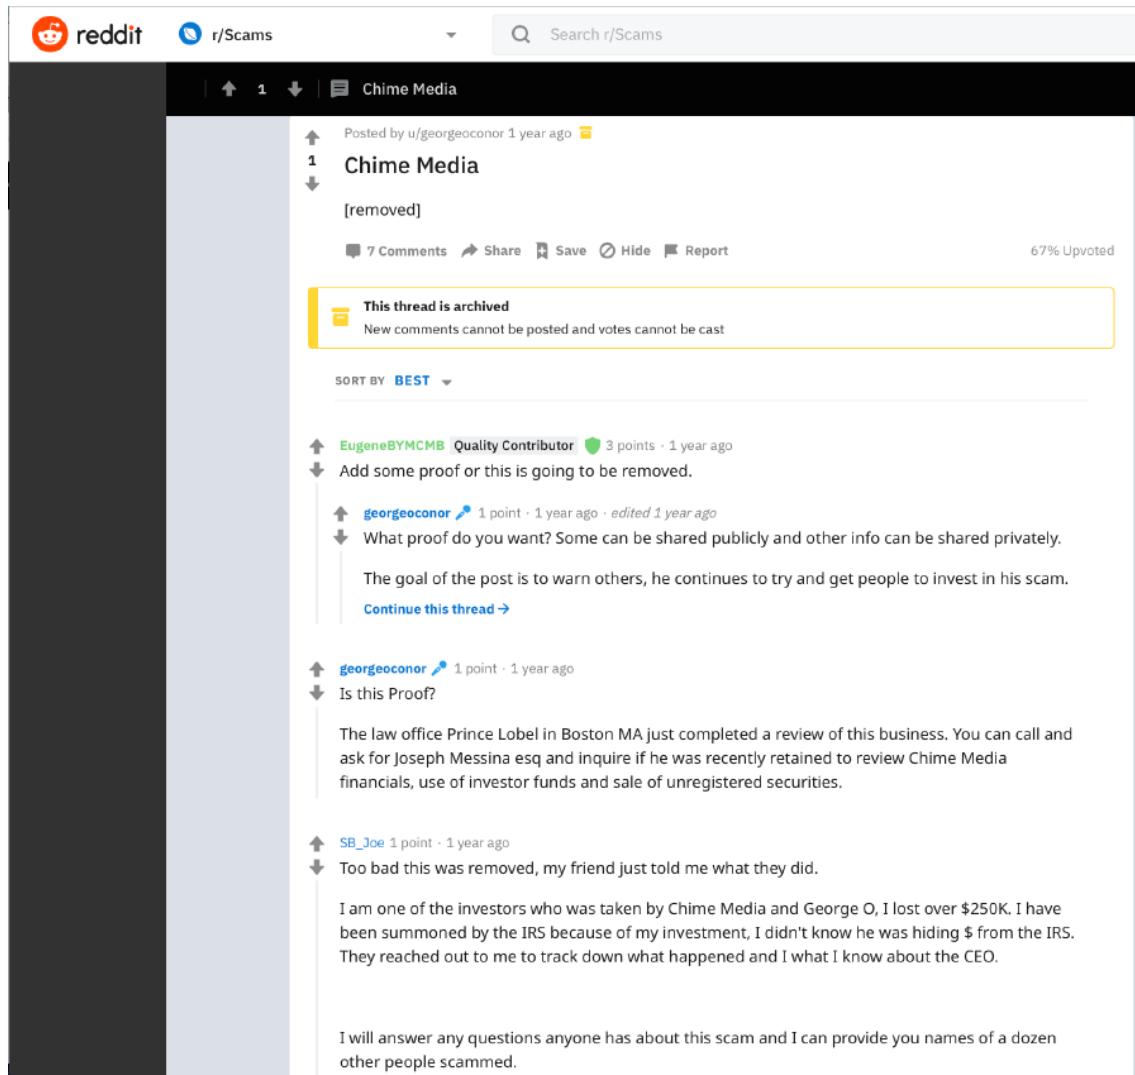 reddit r/Scams Search r/Scams
1 Chime Media
Posted by u/georgeoconor 1 year ago
1
Chime Media
[removed]
7 Comments Share Save Hide Report 67% Upvoted
This thread is archived
New comments cannot be posted and votes cannot be cast
SORT BY BEST
EugeneBYMCMB Quality Contributor 3 points · 1 year ago
Add some proof or this is going to be removed.
georgeoconor 1 point · 1 year ago · edited 1 year ago
What proof do you want? Some can be shared publicly and other info can be shared privately.
The goal of the post is to warn others, he continues to try and get people to invest in his scam.
Continue this thread →
georgeoconor 1 point · 1 year ago
Is this Proof?
The law office Prince Lobel in Boston MA just completed a review of this business. You can call and
ask for Joseph Messina esq and inquire if he was recently retained to review Chime Media
financials, use of investor funds and sale of unregistered securities.
SB_Joe 1 point · 1 year ago
Too bad this was removed, my friend just told me what they did.
I am one of the investors who was taken by Chime Media and George O, I lost over $250K. I have
been summoned by the IRS because of my investment, I didn't know he was hiding $ from the IRS.
They reached out to me to track down what happened and I what I know about the CEO.
I will answer any questions anyone has about this scam and I can provide you names of a dozen
other people scammed.